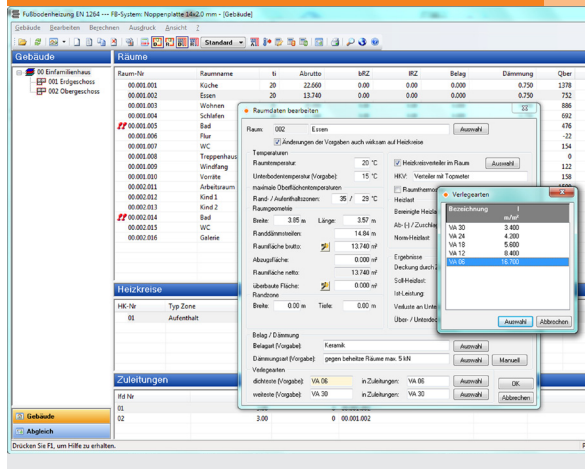 Fußbodenheizung EN 1264 --- FB-System: Noppenplatte 14x2.0 mm - [Gebäude]
Gebäude Bearbeiten Berechnen Ausdruck Ansicht ?
Standard
Gebäude
00 Einfamilienhaus
001 Erdgeschoss
002 Obergeschoss
Räume
Raum-Nr Raumname ti Abrutto bRZ lRZ Belag Dämmung Qber
00.001.001 Küche 20 22.660 0.00 0.00 0.000 0.750 1378
00.001.002 Essen 20 13.740 0.00 0.00 0.000 0.750 752
00.001.003 Wohnen 886
00.001.004 Schlafen 692
00.001.005 Bad 476
00.001.006 Flur -22
00.001.007 WC 154
00.001.008 Treppenhaus 0
00.001.009 Windfang 122
00.001.010 Vorräte 158
00.002.011 Arbeitsraum
00.002.012 Kind 1
00.002.013 Kind 2
00.002.014 Bad
00.002.015 WC
00.002.016 Galerie
Heizkreise
HK-Nr Typ Zone
01 Aufenthalt
Zuleitungen
lfd Nr
01
02 3.00 0 00.001.002
Gebäude
Abgleich
Drücken Sie F1, um Hilfe zu erhalten.
Raumdaten bearbeiten
Raum: 002 Essen Auswahl
Änderungen der Vorgaben auch wirksam auf Heizkreise
Temperaturen
Raumtemperatur: 20 °C
Unterbodentemperatur (Vorgabe): 15 °C
maximale Oberflächentemperaturen
Rand- / Aufenthaltszonen: 35 / 29 °C
Raumgeometrie
Breite: 3.85 m Länge: 3.57 m
Randdämmstreifen: 14.84 m
Raumfläche brutto: 13.740 m²
Abzugsfläche: 0.000 m²
Raumfläche netto: 13.740 m²
überbaute Fläche: 0.000 m²
Randzone
Breite: 0.00 m Tiefe: 0.00 m
Heizkreisverteiler im Raum Auswahl
HKV: Verteiler mit Topmeter
Heizlast
Bereinigte
Norm-Heizlast
Ergebnisse
Deckung durch
Soll-Heizlast:
Ist-Leistung:
Verluste an
Belag / Dämmung
Belagart (Vorgabe): Keramik Auswahl
Dämmungsart (Vorgabe): gegen beheitze Räume max. 5 kN Auswahl Manuell
Verlegearten
dichteste (Vorgabe): VA 06 in Zuleitungen: VA 06 Auswahl OK
weiteste (Vorgabe): VA 30 in Zuleitungen: VA 30 Auswahl Abbrechen
Verlegearten
Bezeichnung l
m/m²
VA 30 3.400
VA 24 4.200
VA 18 5.600
VA 12 8.400
VA 06 16.700
Auswahl Abbrechen